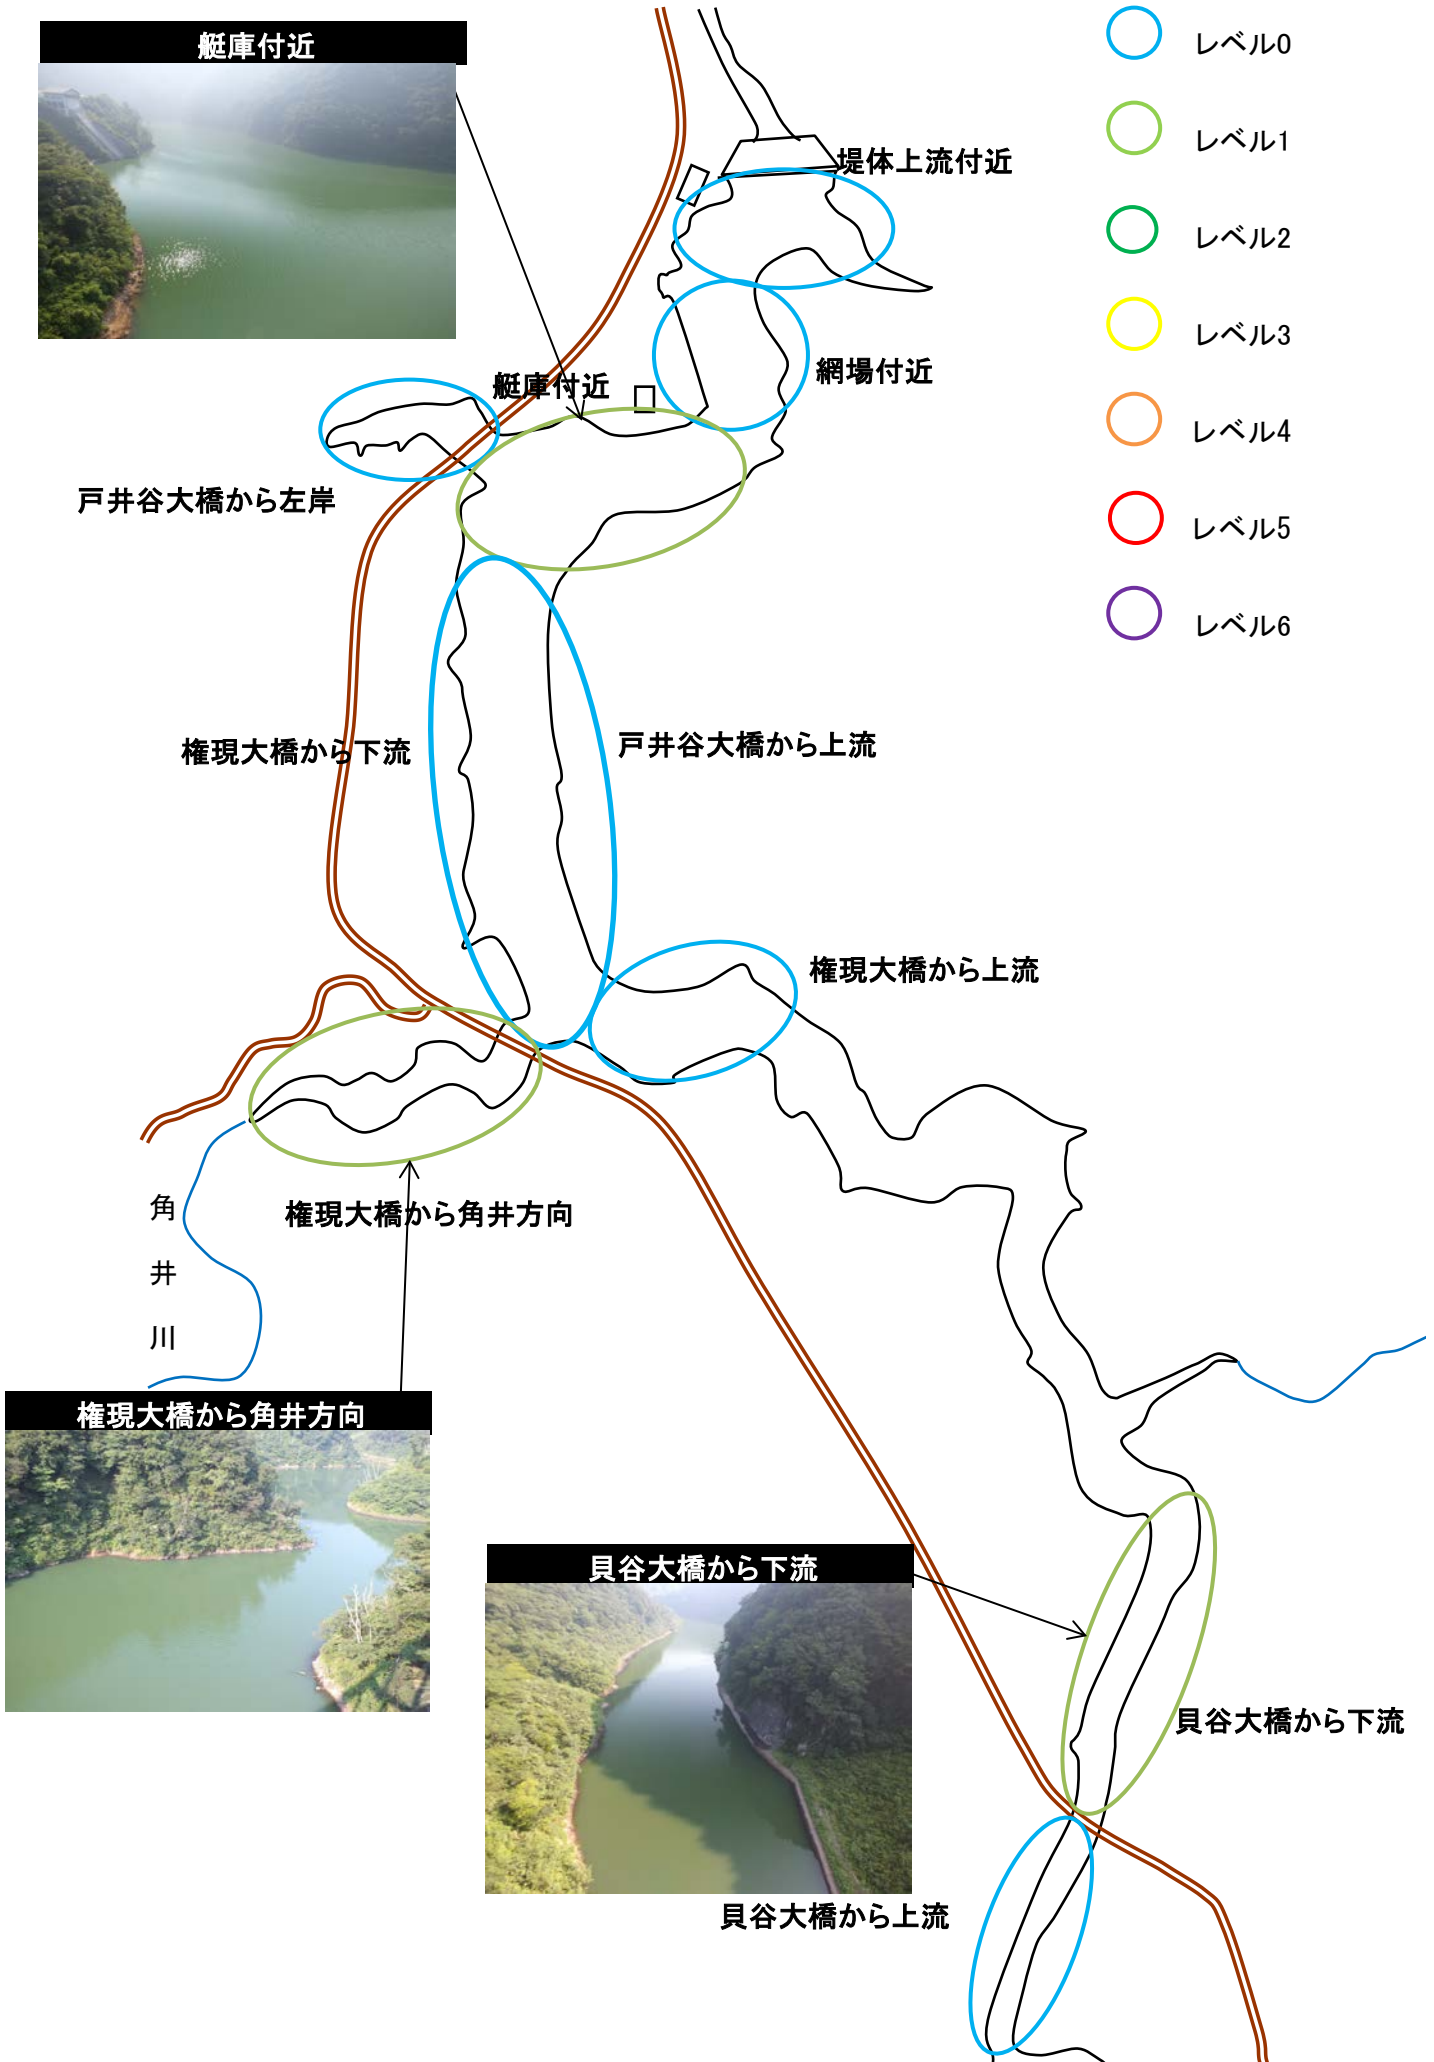 艇庫付近
レベル0
レベル1
堤体上流付近
レベル2
レベル3
網場付近
艇庫付近
レベル4
戸井谷大橋から左岸
レベル5
レベル6
権現大橋から下流
戸井谷大橋から上流
権現大橋から上流
権現大橋から角井方向
角
井
川
権現大橋から角井方向
貝谷大橋から下流
貝谷大橋から下流
貝谷大橋から上流